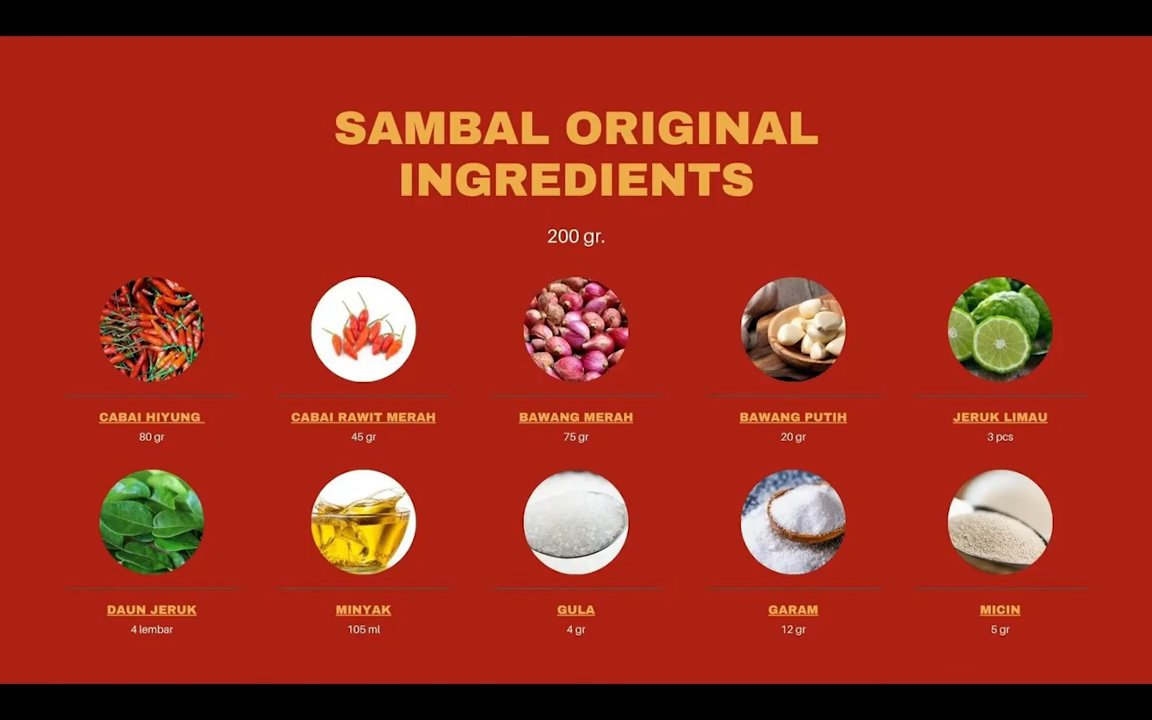 SAMBAL ORIGINAL
INGREDIENTS
200 gr.
CABAI HIYUNG
80 gr
CABAI RAWIT MERAH
45 gr
BAWANG MERAH
75 gr
BAWANG PUTIH
20 gr
JERUK LIMAU
3 pcs
DAUN JERUK
4 lembar
MINYAK
105 ml
GULA
4 gr
GARAM
12 gr
MICIN
5 gr